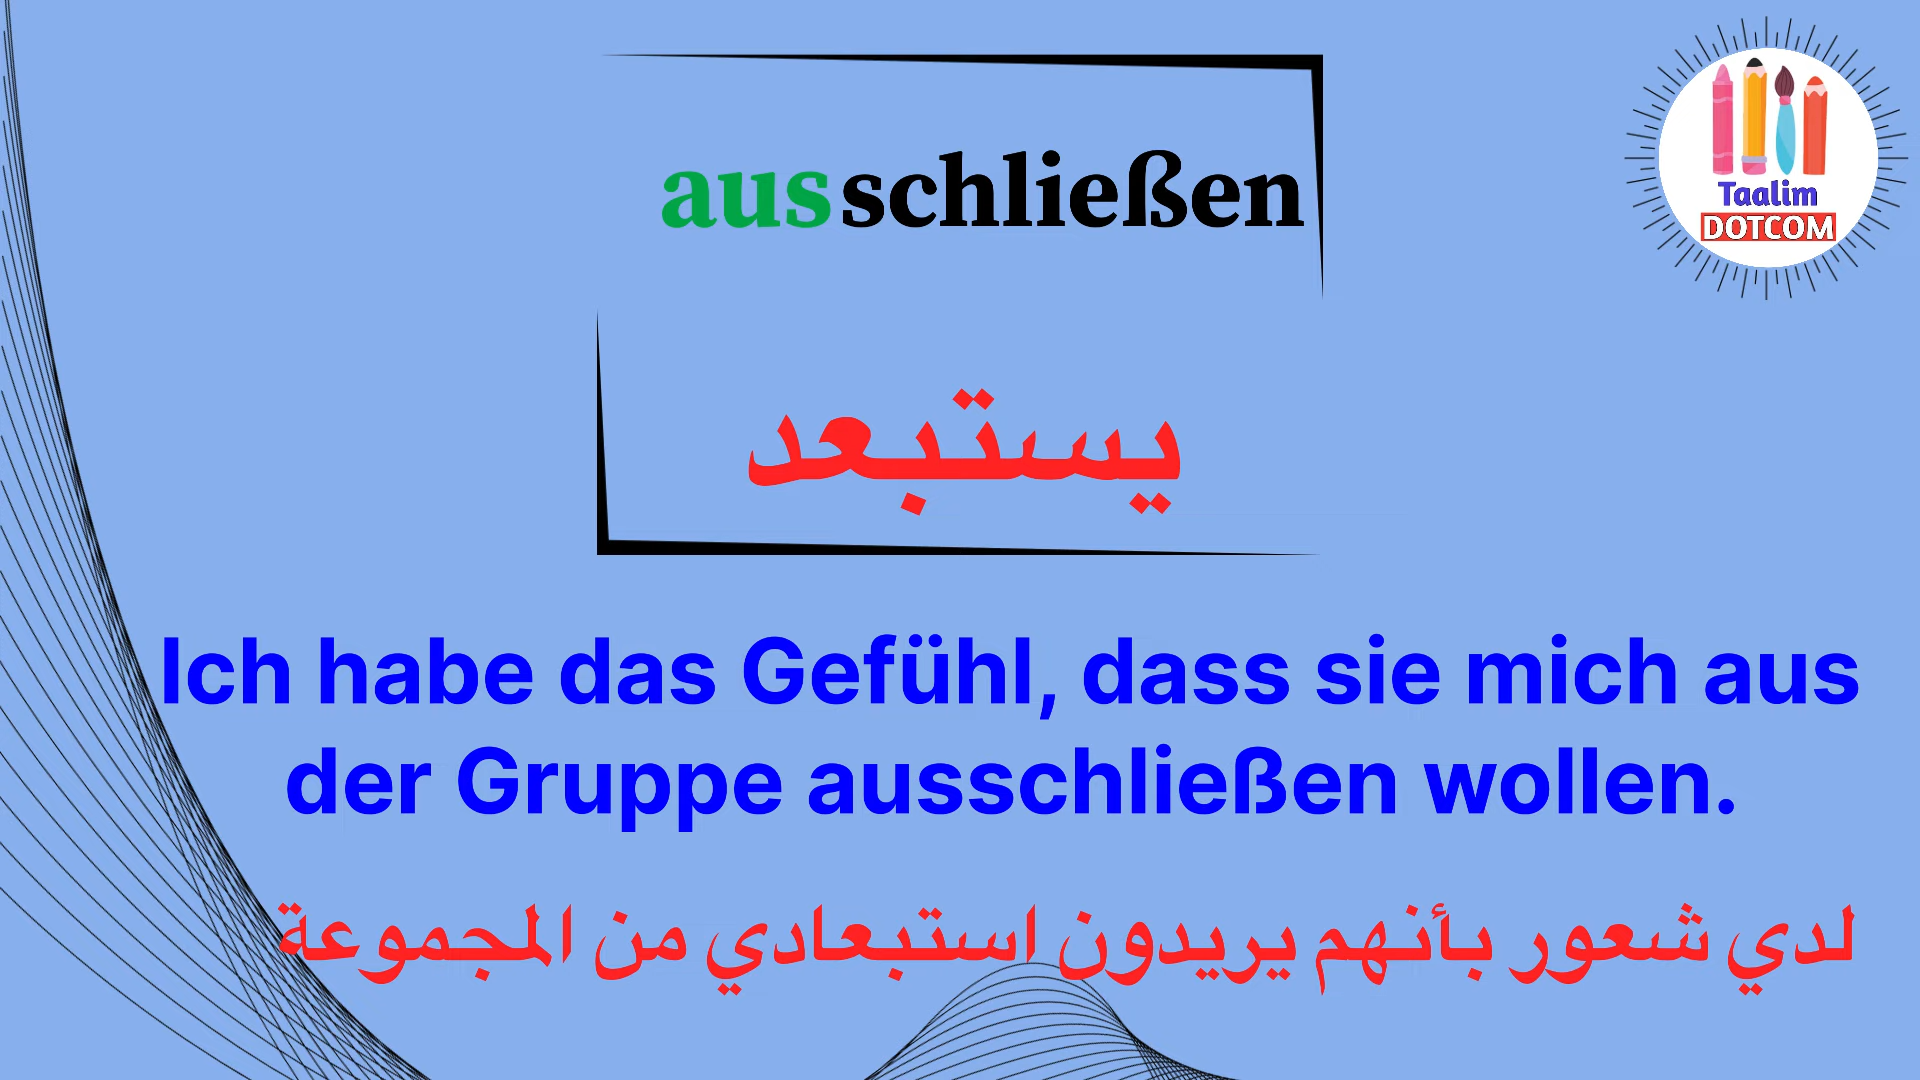 ausschließen
Taalim
DOTCOM
يستبعد
Ich habe das Gefühl, dass sie mich aus
der Gruppe ausschließen wollen.
لدي شعور بأنهم يريدون استبعادي من المجموعة